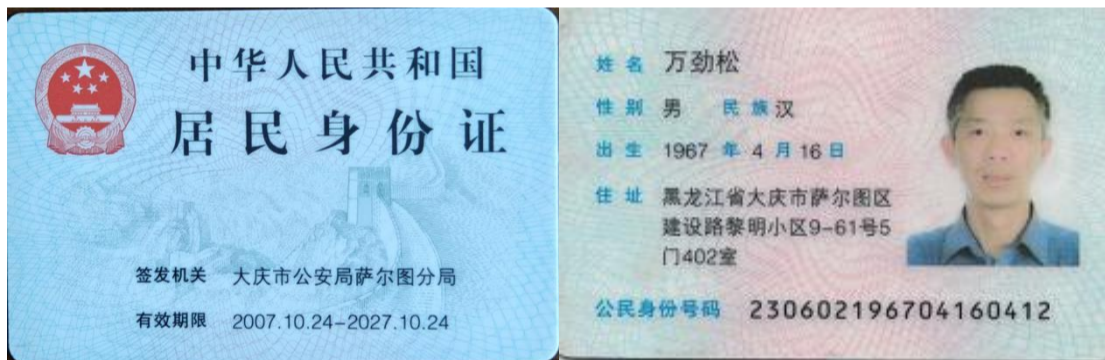 中华人民共和国
居民身份证
签发机关 大庆市公安局萨尔图分局
有效期限 2007.10.24-2027.10.24
姓名 万劲松
性别 男 民族 汉
出生 1967 年 4 月 16 日
住址 黑龙江省大庆市萨尔图区
建设路黎明小区9-61号5
门402室
公民身份号码 230602196704160412